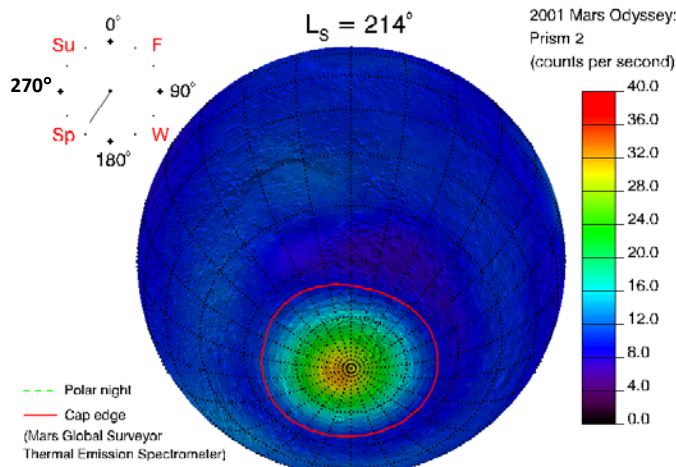 L_S = 214°
0°
Su
F
270°
90°
Sp
W
180°
2001 Mars Odyssey:
Prism 2
(counts per second)
40.0
36.0
32.0
28.0
24.0
20.0
16.0
12.0
8.0
4.0
0.0
Polar night
Cap edge
(Mars Global Surveyor
Thermal Emission Spectrometer)